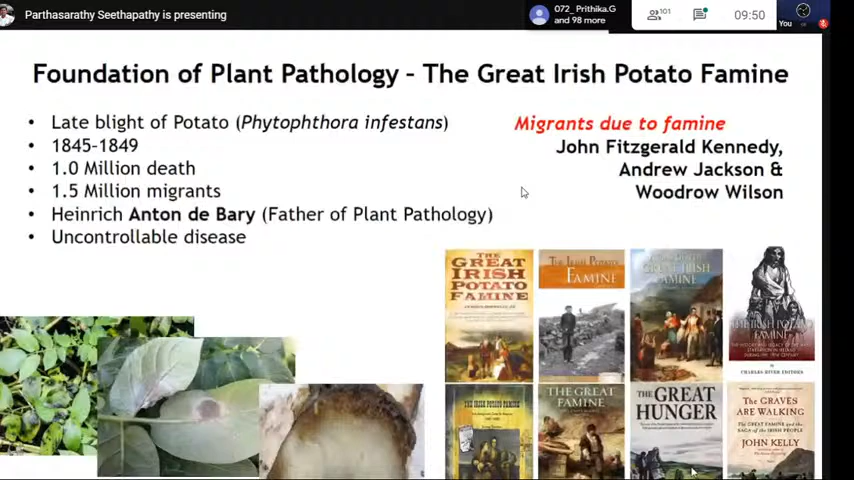 Parthasarathy Seethapathy is presenting
072_Prithika.G
and 98 more
101
09:50
You
Foundation of Plant Pathology - The Great Irish Potato Famine
• Late blight of Potato (Phytophthora infestans)
• 1845-1849
• 1.0 Million death
• 1.5 Million migrants
• Heinrich Anton de Bary (Father of Plant Pathology)
• Uncontrollable disease
Migrants due to famine
John Fitzgerald Kennedy,
Andrew Jackson &
Woodrow Wilson
THE
GREAT
IRISH
POTATO
FAMINE
THE IRISH POTATO
FAMINE
GREAT IRISH
FAMINE
THE IRISH POTATO
FAMINE
CHARLES RIVER EDITORS
THE IRISH POTATO FAMINE
THE GREAT
FAMINE
THE
GREAT
HUNGER
THE GRAVES
ARE WALKING
THE GREAT FAMINE AND THE
SAGA OF THE IRISH PEOPLE
JOHN KELLY